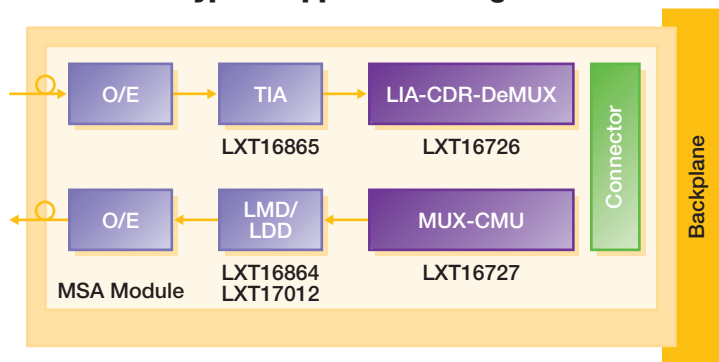 O/E
TIA
LIA-CDR-DeMUX
LXT16865
LXT16726
O/E
LMD/
LDD
MUX-CMU
LXT16864
LXT17012
LXT16727
MSA Module
Connector
Backplane